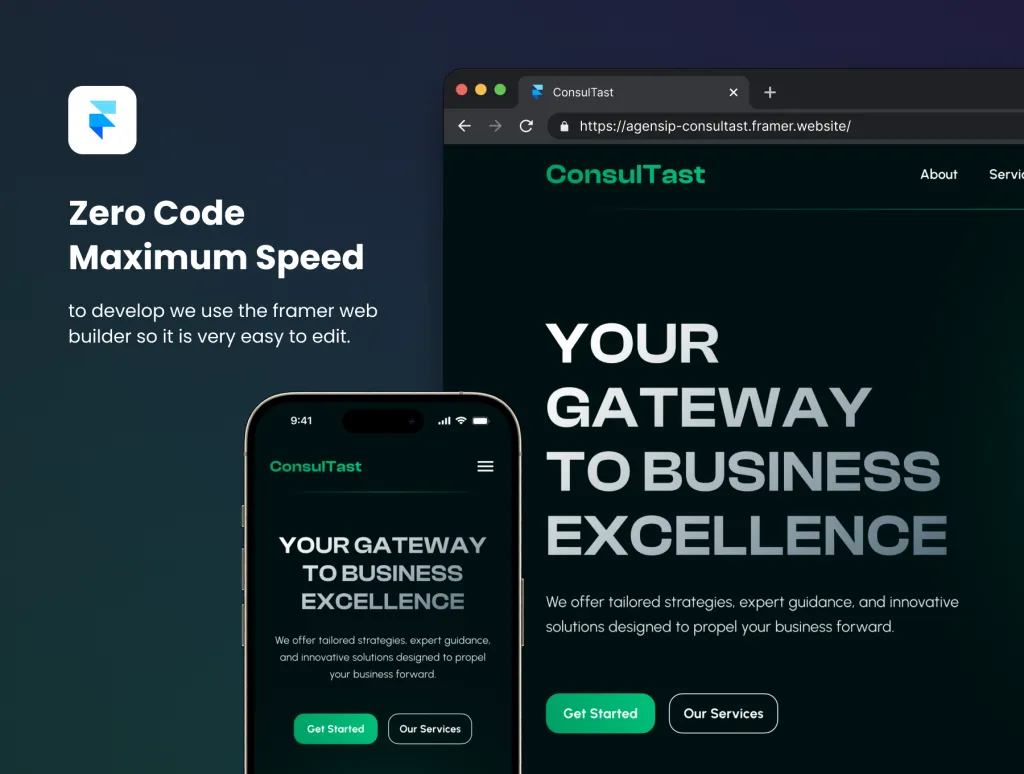 Zero Code
Maximum Speed
to develop we use the framer web
builder so it is very easy to edit.
ConsulTast
https://agensip-consultast.framer.website/
ConsulTast
About
YOUR
GATEWAY
TO BUSINESS
EXCELLENCE
We offer tailored strategies, expert guidance, and innovative
solutions designed to propel your business forward.
Get Started
Our Services
9:41
ConsulTast
YOUR GATEWAY
TO BUSINESS
EXCELLENCE
We offer tailored strategies, expert guidance,
and innovative solutions designed to propel
your business forward.
Get Started
Our Services